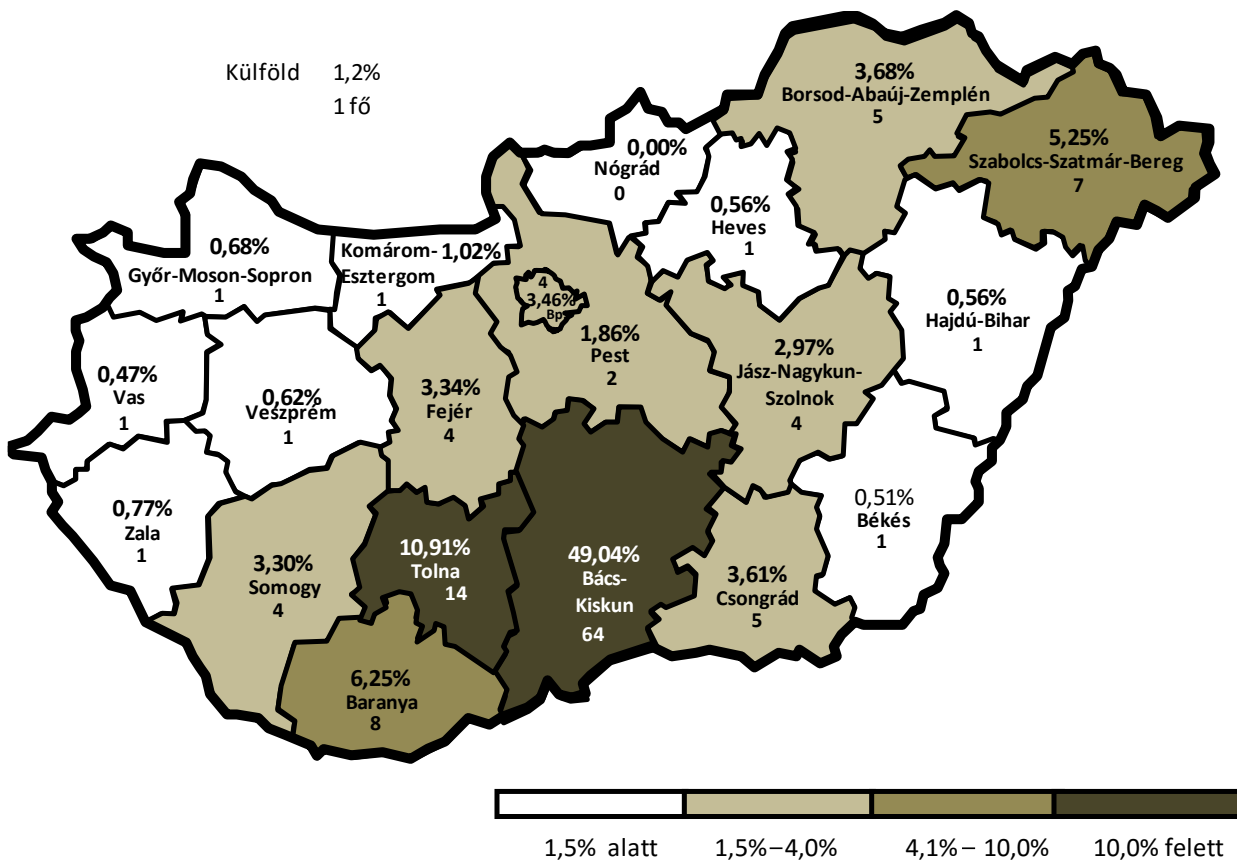 Külföld 1,2%
1 fő
3,68%
Borsod-Abaúj-Zemplén
5
5,25%
Szabolcs-Szatmár-Bereg
7
0,00%
Nógrád
0
0,56%
Heves
1
0,68%
Győr-Moson-Sopron
1
Komárom- 1,02%
Esztergom
1
4
3,46%
Bp
1,86%
Pest
2
2,97%
Jász-Nagykun-
Szolnok
4
0,56%
Hajdú-Bihar
1
0,47%
Vas
1
0,62%
Veszprém
1
3,34%
Fejér
4
0,77%
Zala
1
3,30%
Somogy
4
10,91%
Tolna
14
49,04%
Bács-
Kiskun
64
3,61%
Csongrád
5
0,51%
Békés
1
6,25%
Baranya
8
1,5% alatt 1,5%–4,0% 4,1% – 10,0% 10,0% felett